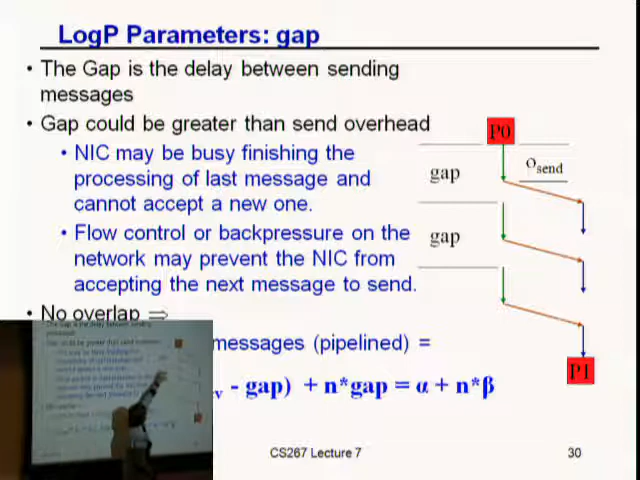 LogP Parameters: gap
• The Gap is the delay between sending
messages
• Gap could be greater than send overhead
• NIC may be busy finishing the
processing of last message and
cannot accept a new one.
• Flow control or backpressure on the
network may prevent the NIC from
accepting the next message to send.
• No overlap ⇒
messages (pipelined) =
v - gap) + n*gap = α + n*β
P0
osend
gap
gap
P1
CS267 Lecture 7
30